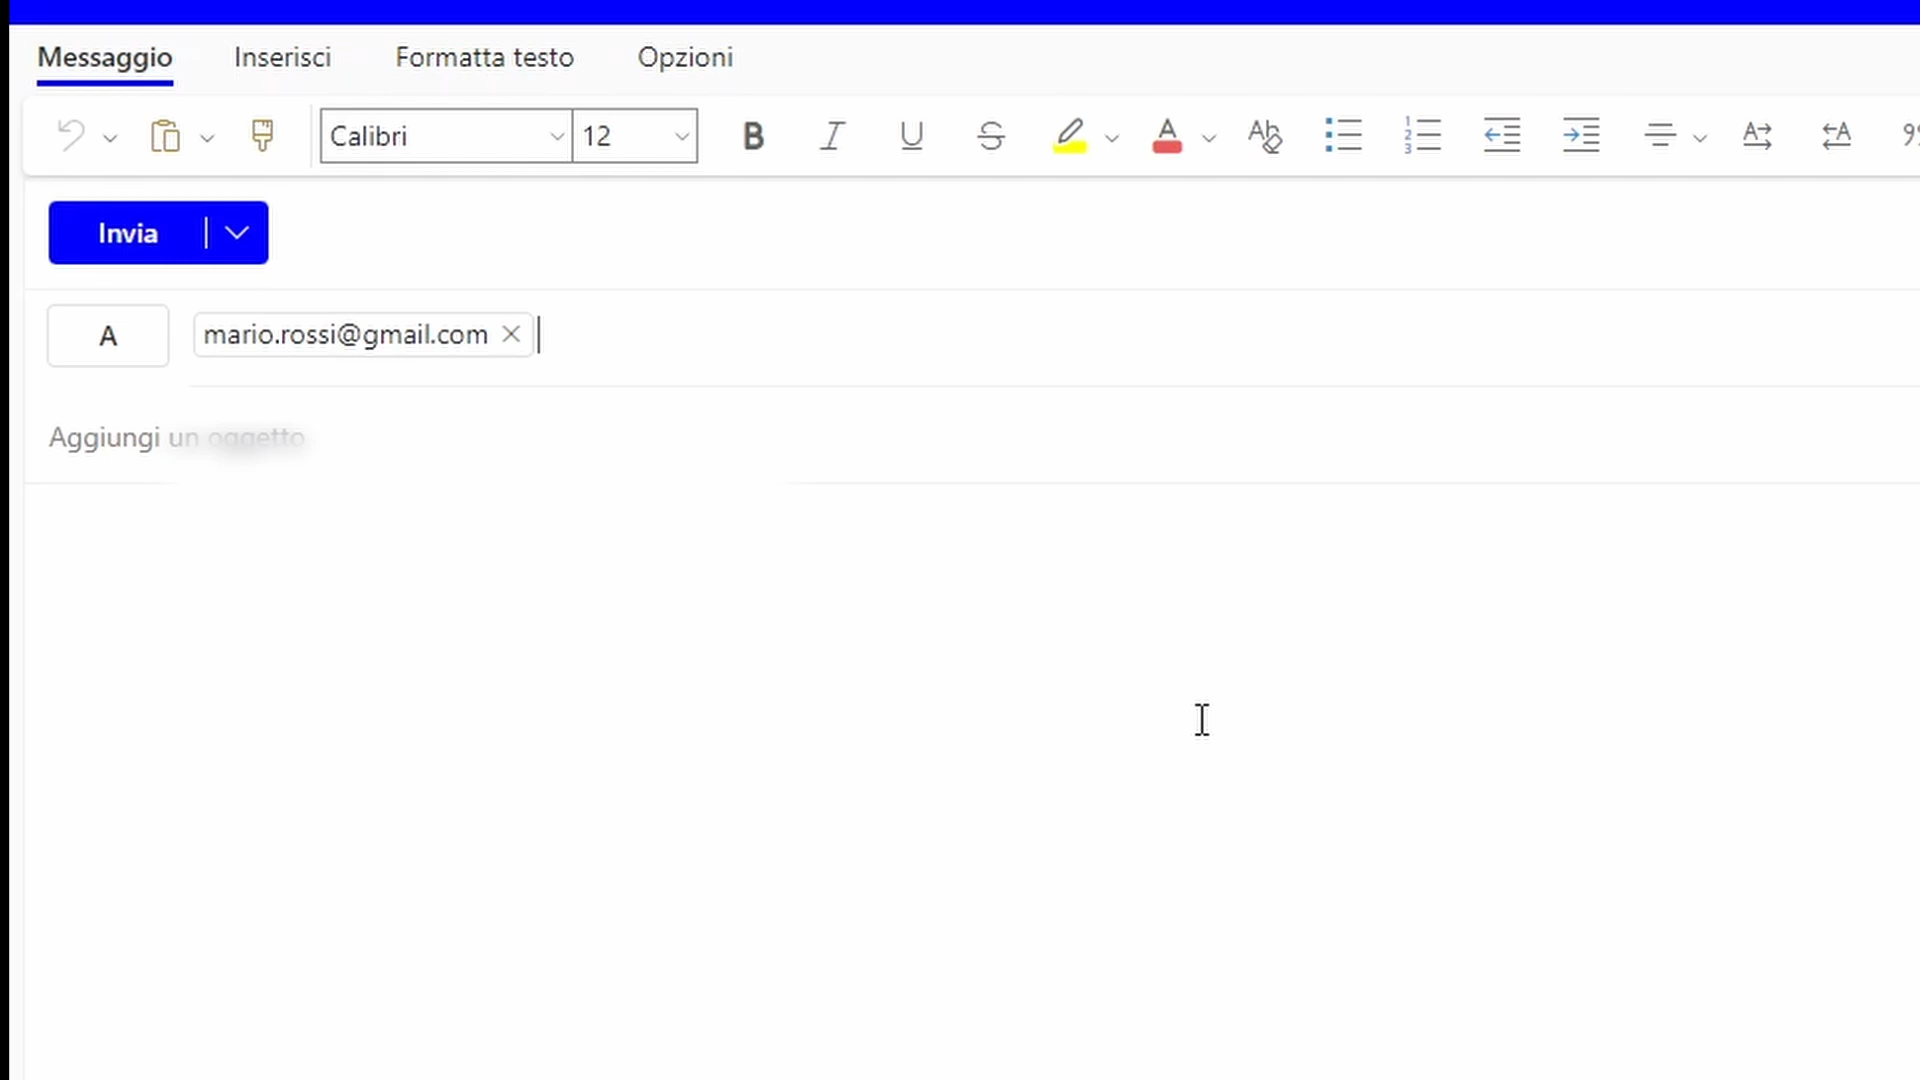 Messaggio Inserisci Formatta testo Opzioni
Calibri 12
Invia
A mario.rossi@gmail.com
Aggiungi un oggetto